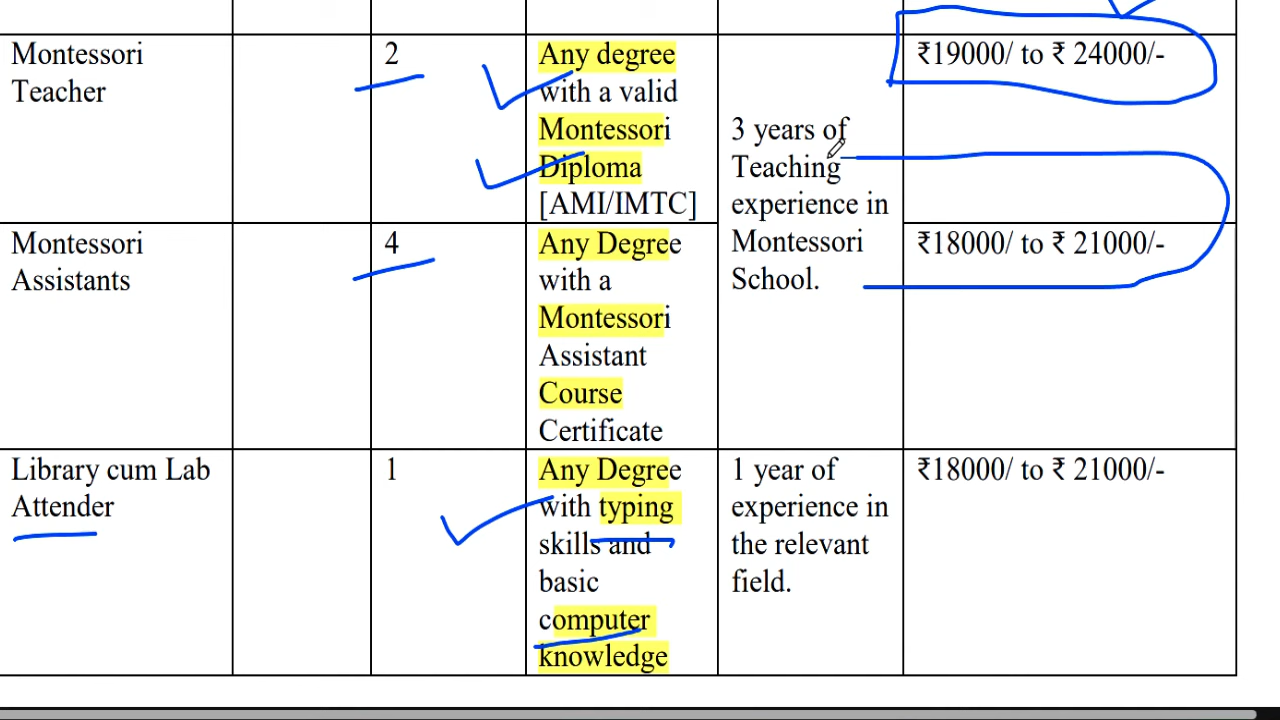 Montessori
Teacher
2
Any degree
with a valid
Montessori
Diploma
[AMI/IMTC]
3 years of
Teaching
experience in
Montessori
School.
₹19000/ to ₹ 24000/-
Montessori
Assistants
4
Any Degree
with a
Montessori
Assistant
Course
Certificate
₹18000/ to ₹ 21000/-
Library cum Lab
Attender
1
Any Degree
with typing
skills and
basic
computer
knowledge
1 year of
experience in
the relevant
field.
₹18000/ to ₹ 21000/-